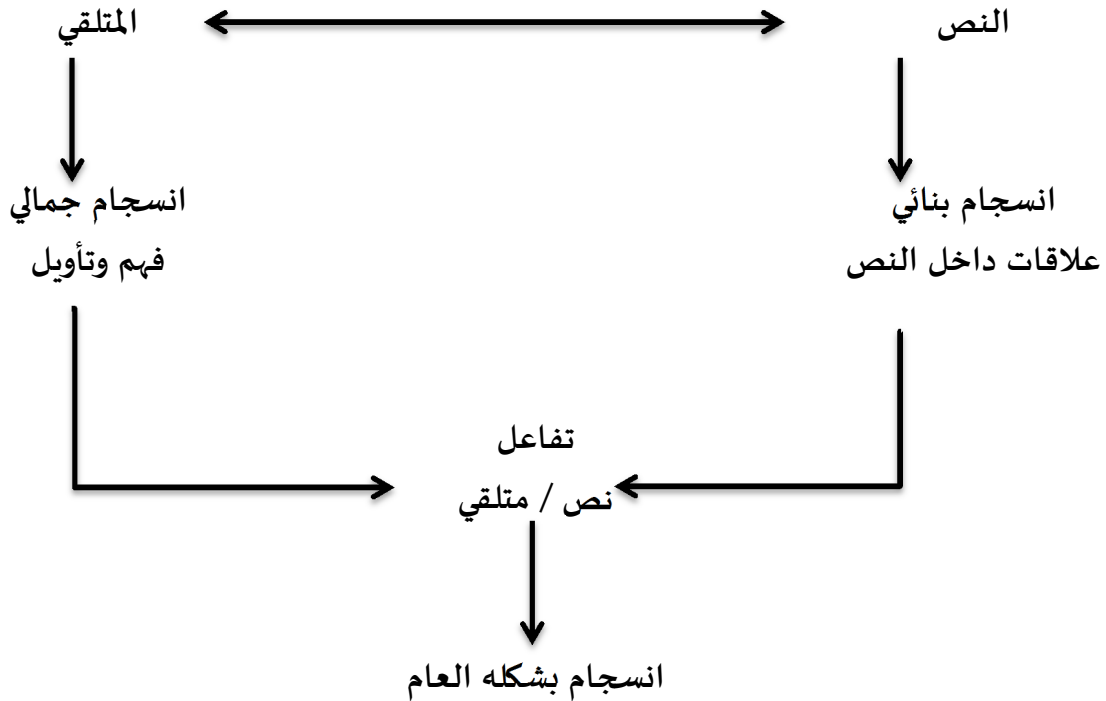 النص
المتلقي
انسجام بنائي
علاقات داخل النص
انسجام جمالي
فهم وتأويل
تفاعل
نص / متلقي
انسجام بشكله العام